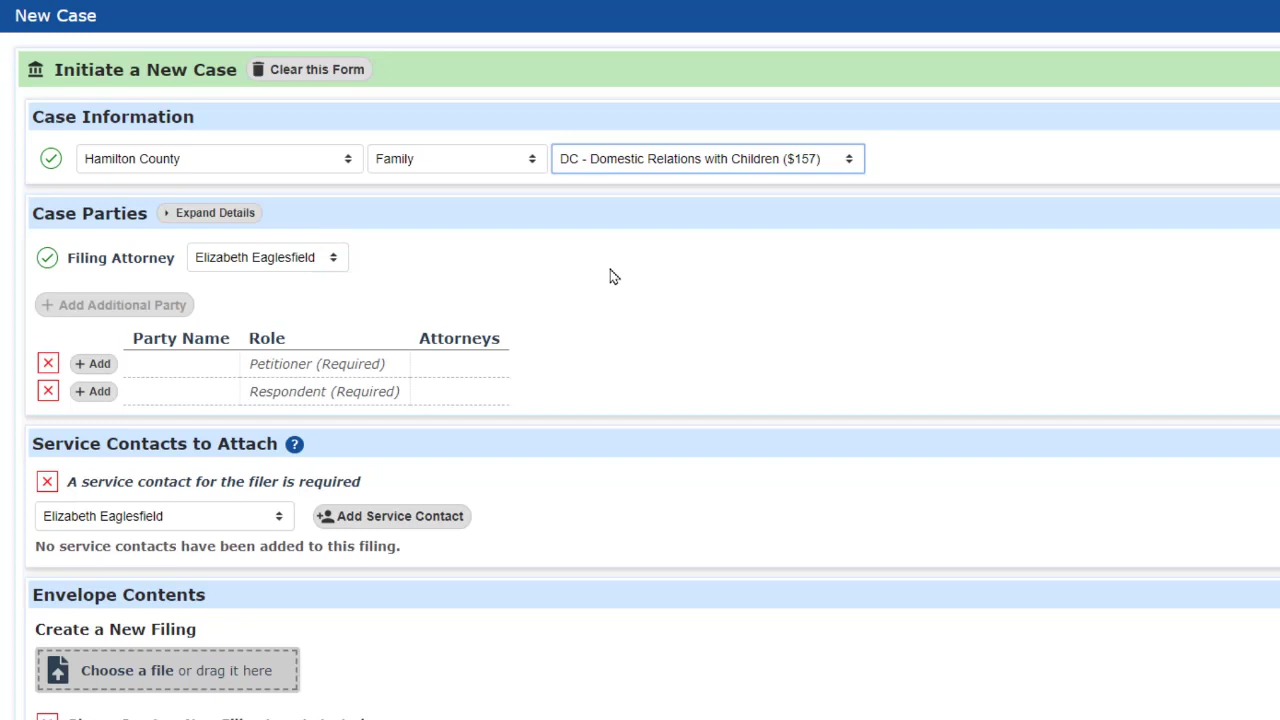 New Case
Initiate a New Case Clear this Form
Case Information
Hamilton County Family DC - Domestic Relations with Children ($157)
Case Parties Expand Details
Filing Attorney Elizabeth Eaglesfield
+ Add Additional Party
Party Name Role Attorneys
+ Add Petitioner (Required)
+ Add Respondent (Required)
Service Contacts to Attach ?
A service contact for the filer is required
Elizabeth Eaglesfield Add Service Contact
No service contacts have been added to this filing.
Envelope Contents
Create a New Filing
Choose a file or drag it here